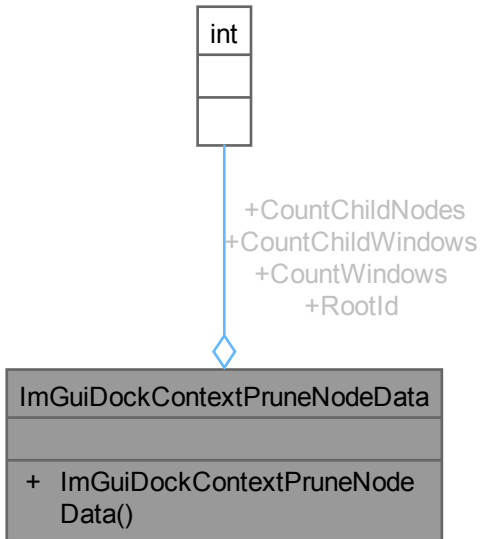 int
+CountChildNodes
+CountChildWindows
+CountWindows
+RootId
ImGuiDockContextPruneNodeData
+ ImGuiDockContextPruneNode
Data()